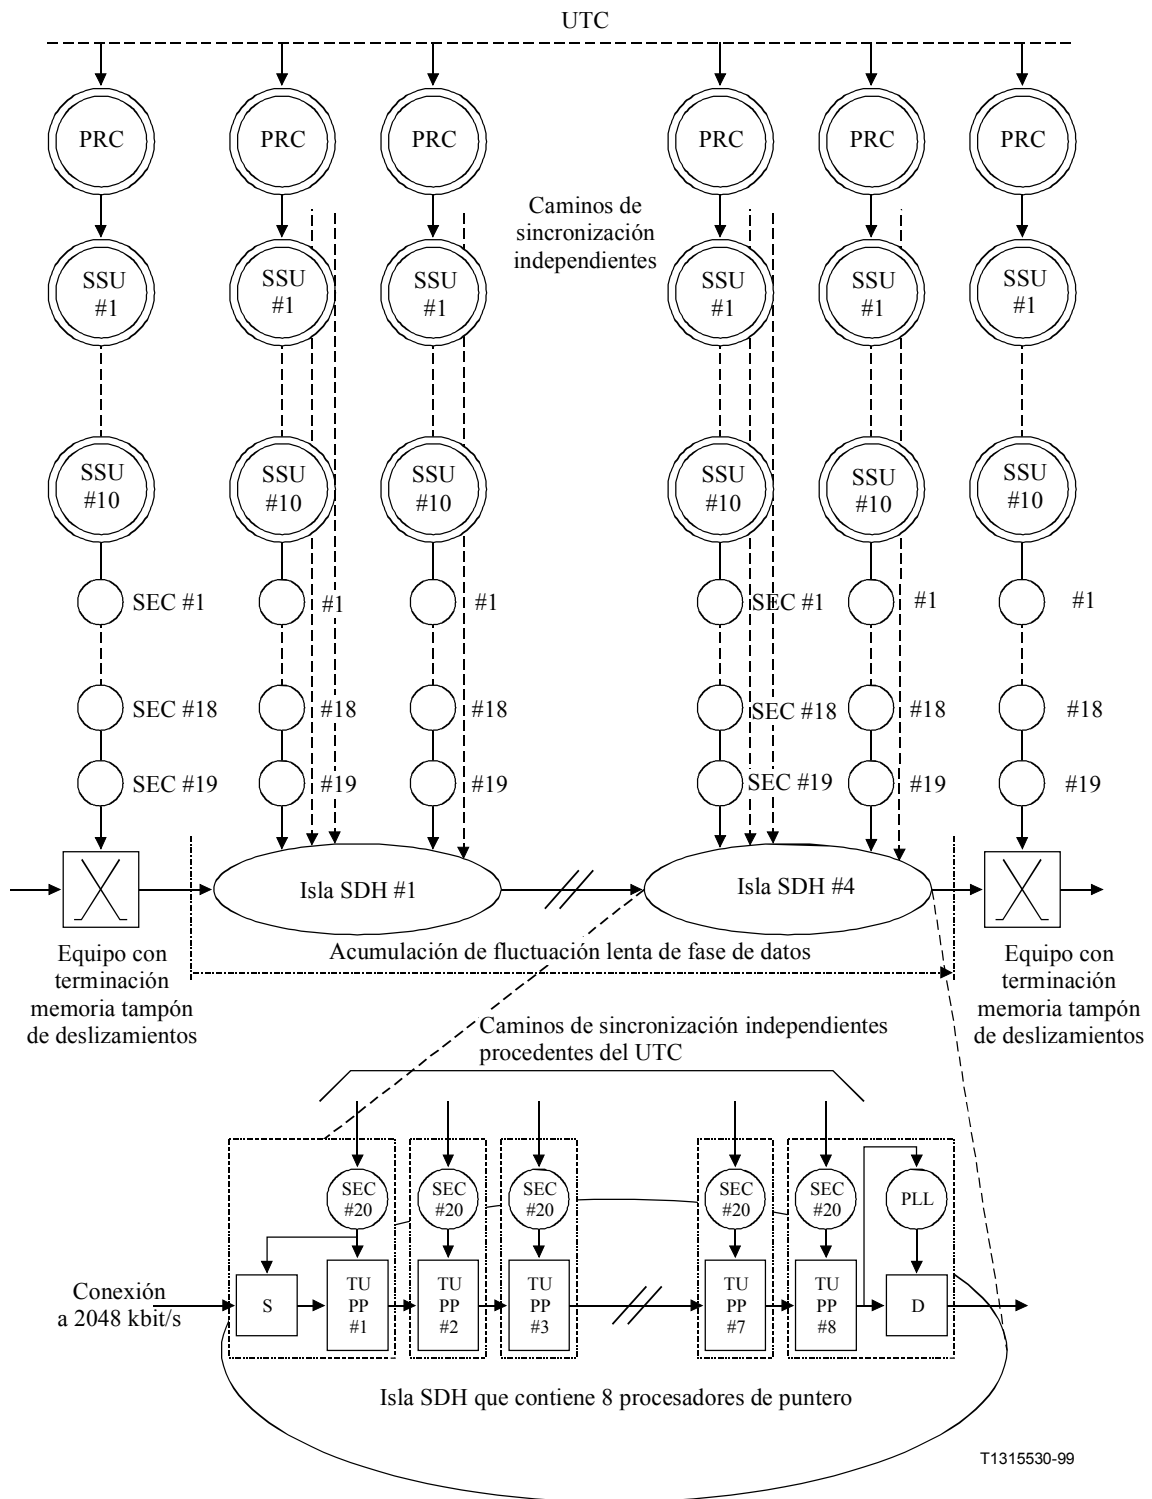 UTC
PRC PRC PRC PRC PRC PRC
Caminos de
sincronización
independientes
SSU
#1
SSU
#1
SSU
#1
SSU
#1
SSU
#1
SSU
#1
SSU
#10
SSU
#10
SSU
#10
SSU
#10
SSU
#10
SSU
#10
SEC #1 #1 #1 SEC #1 #1 #1
SEC #18 #18 #18 SEC #18 #18 #18
SEC #19 #19 #19 SEC #19 #19 #19
Isla SDH #1
Isla SDH #4
Equipo con
terminación
memoria tampón
de deslizamientos
Acumulación de fluctuación lenta de fase de datos
Equipo con
terminación
memoria tampón
de deslizamientos
Caminos de sincronización independientes
procedentes del UTC
SEC
#20
SEC
#20
SEC
#20
SEC
#20
SEC
#20
PLL
Conexión
a 2048 kbit/s
S
TU
PP
#1
TU
PP
#2
TU
PP
#3
TU
PP
#7
TU
PP
#8
D
Isla SDH que contiene 8 procesadores de puntero
T1315530-99